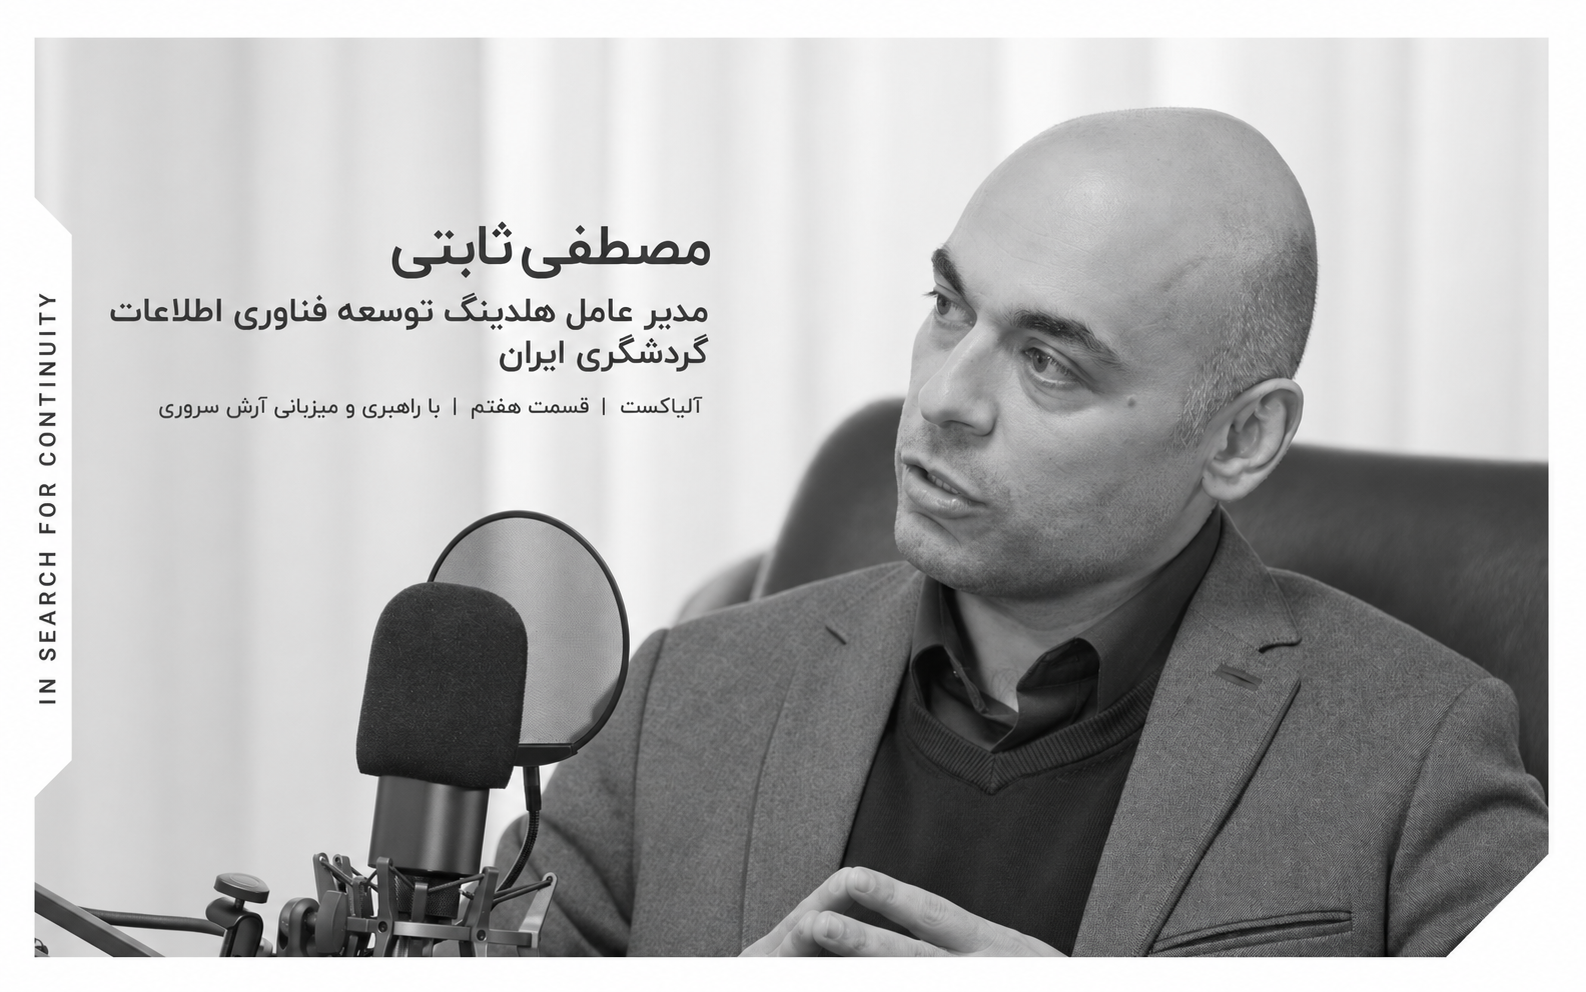 مصطفی ثابتی
مدیر عامل هلدینگ توسعه فناوری اطلاعات
گردشگری ایران
آلیاکست | قسمت هفتم | با راهبری و میزبانی آرش سروری
IN SEARCH FOR CONTINUITY